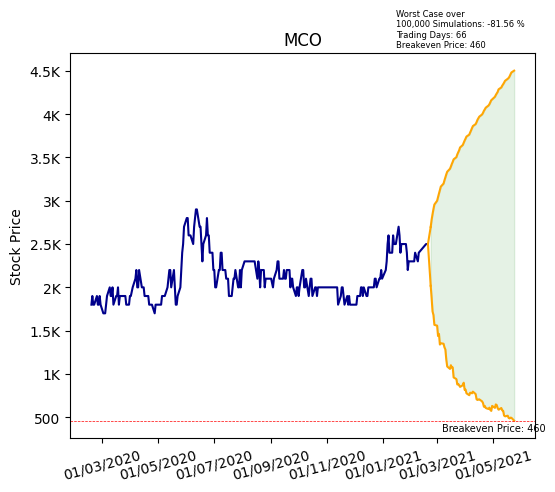 Worst Case over
100,000 Simulations: -81.56 %
Trading Days: 66
Breakeven Price: 460
MCO
Stock Price
4.5K
4K
3.5K
3K
2.5K
2K
1.5K
1K
500
Breakeven Price: 460
01/03/2020
01/05/2020
01/07/2020
01/09/2020
01/11/2020
01/01/2021
01/03/2021
01/05/2021